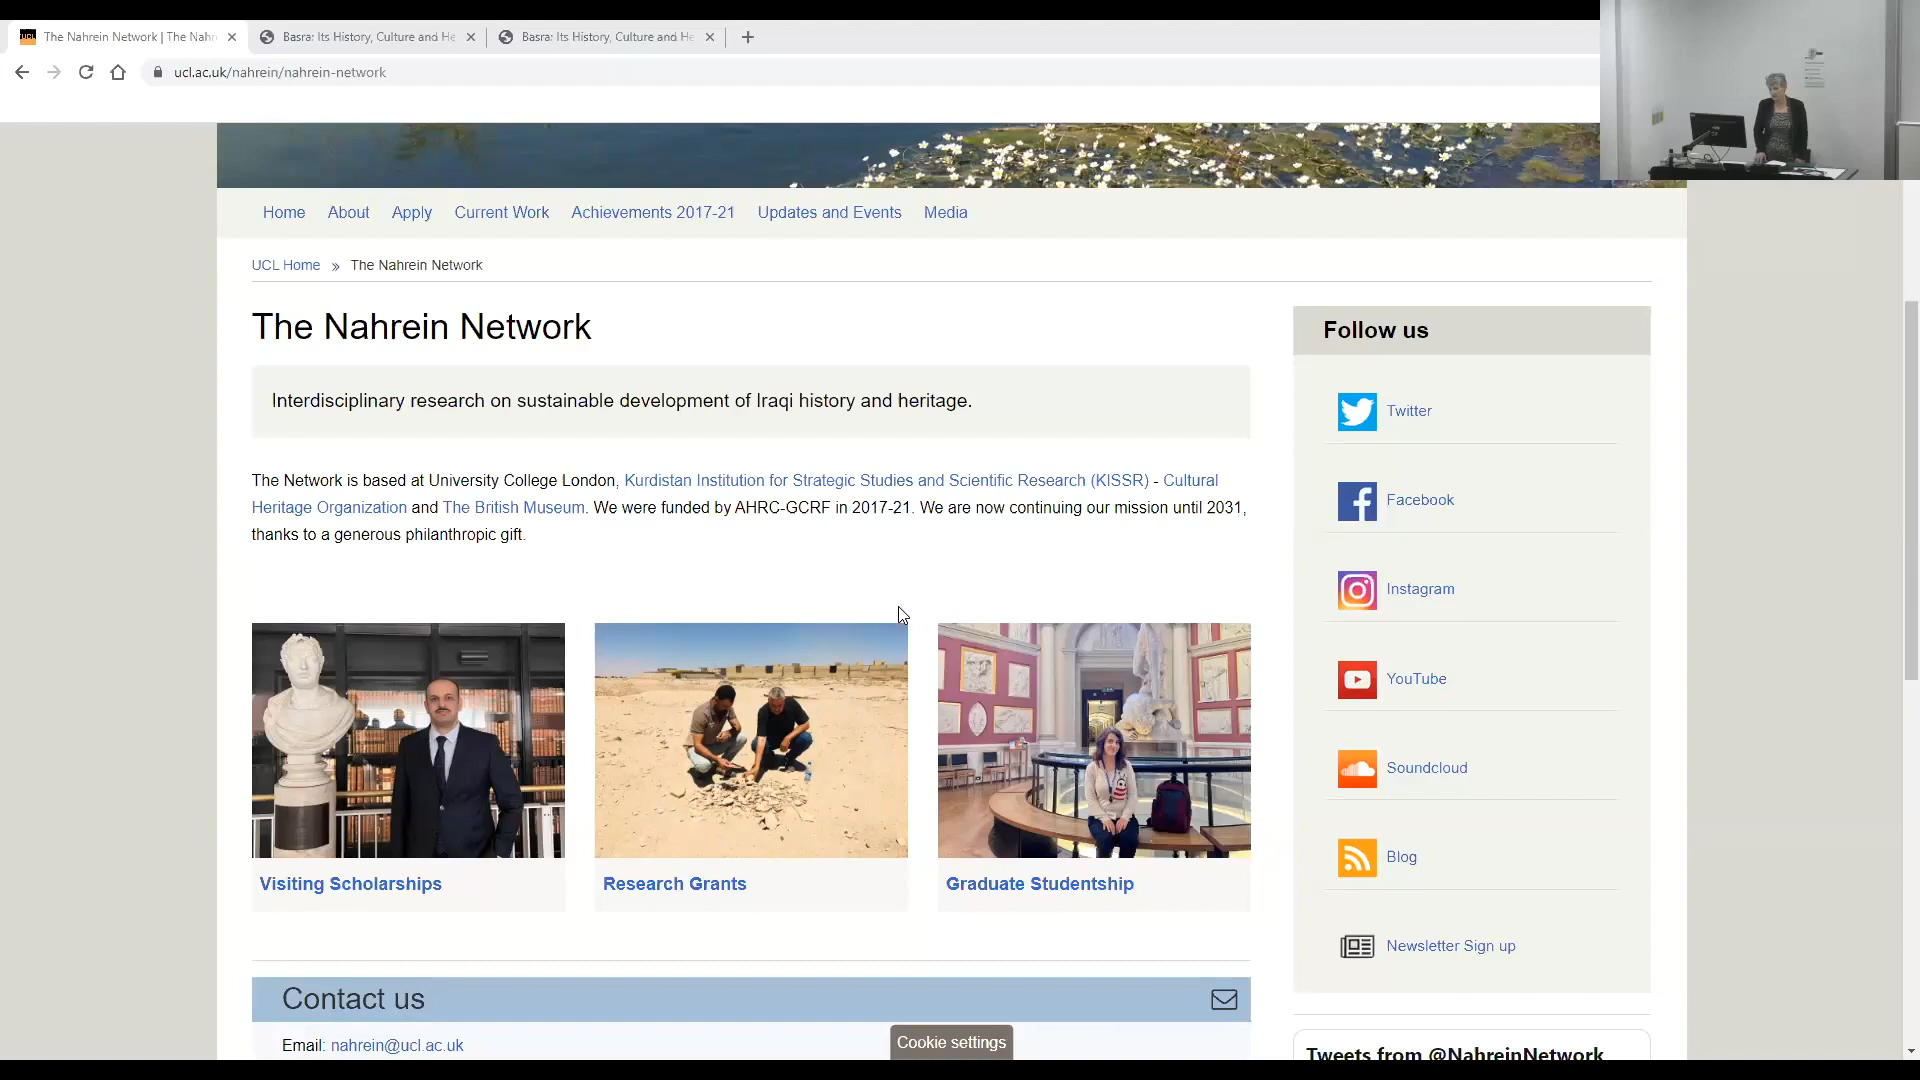 The Nahrein Network | The Nahr
Basra: Its History, Culture and He
Basra: Its History, Culture and He
ucl.ac.uk/nahrein/nahrein-network
Home About Apply Current Work Achievements 2017-21 Updates and Events Media
UCL Home » The Nahrein Network
The Nahrein Network
Interdisciplinary research on sustainable development of Iraqi history and heritage.
The Network is based at University College London, Kurdistan Institution for Strategic Studies and Scientific Research (KISSR) - Cultural
Heritage Organization and The British Museum. We were funded by AHRC-GCRF in 2017-21. We are now continuing our mission until 2031,
thanks to a generous philanthropic gift.
Visiting Scholarships
Research Grants
Graduate Studentship
Contact us
Email: nahrein@ucl.ac.uk
Cookie settings
Follow us
Twitter
Facebook
Instagram
YouTube
Soundcloud
Blog
Newsletter Sign up
Tweets from @NahreinNetwork